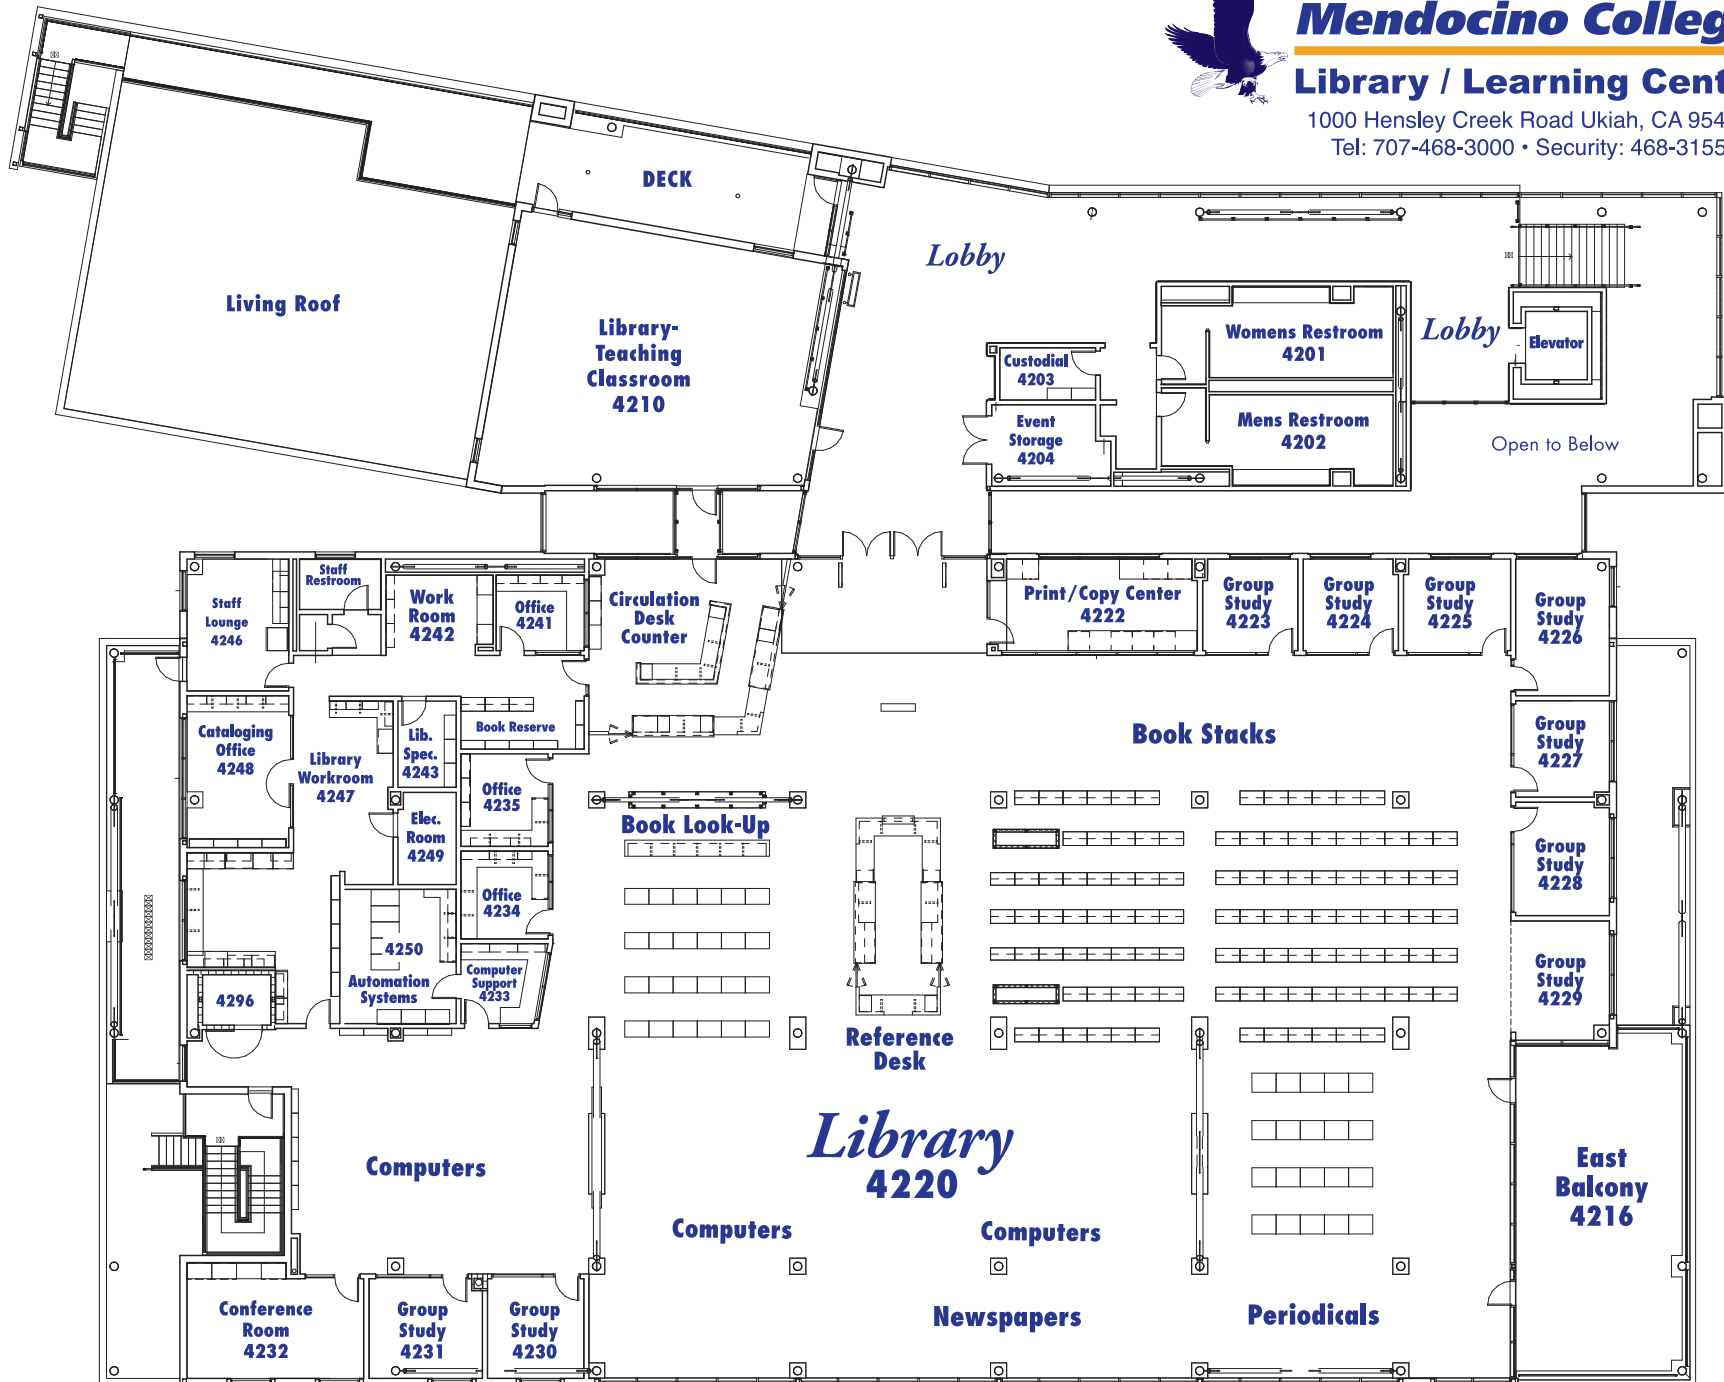 Mendocino Colleg
Library / Learning Cent
1000 Hensley Creek Road Ukiah, CA 954
Tel: 707-468-3000 • Security: 468-3155
DECK
Lobby
Living Roof
Library-
Teaching
Classroom
4210
Womens Restroom
4201
Lobby
Elevator
Custodial
4203
Event
Storage
4204
Mens Restroom
4202
Open to Below
Staff
Restroom
Staff
Lounge
4246
Work
Room
4242
Office
4241
Circulation
Desk
Counter
Print/Copy Center
4222
Group
Study
4223
Group
Study
4224
Group
Study
4225
Group
Study
4226
Cataloging
Office
4248
Library
Workroom
4247
Lib.
Spec.
4243
Book Reserve
Book Stacks
Group
Study
4227
Office
4235
Elec.
Room
4249
Book Look-Up
Group
Study
4228
Office
4234
4250
Automation
Systems
Computer
Support
4233
4296
Group
Study
4229
Reference
Desk
Library
4220
Computers
Computers
Computers
East
Balcony
4216
Conference
Room
4232
Group
Study
4231
Group
Study
4230
Newspapers
Periodicals